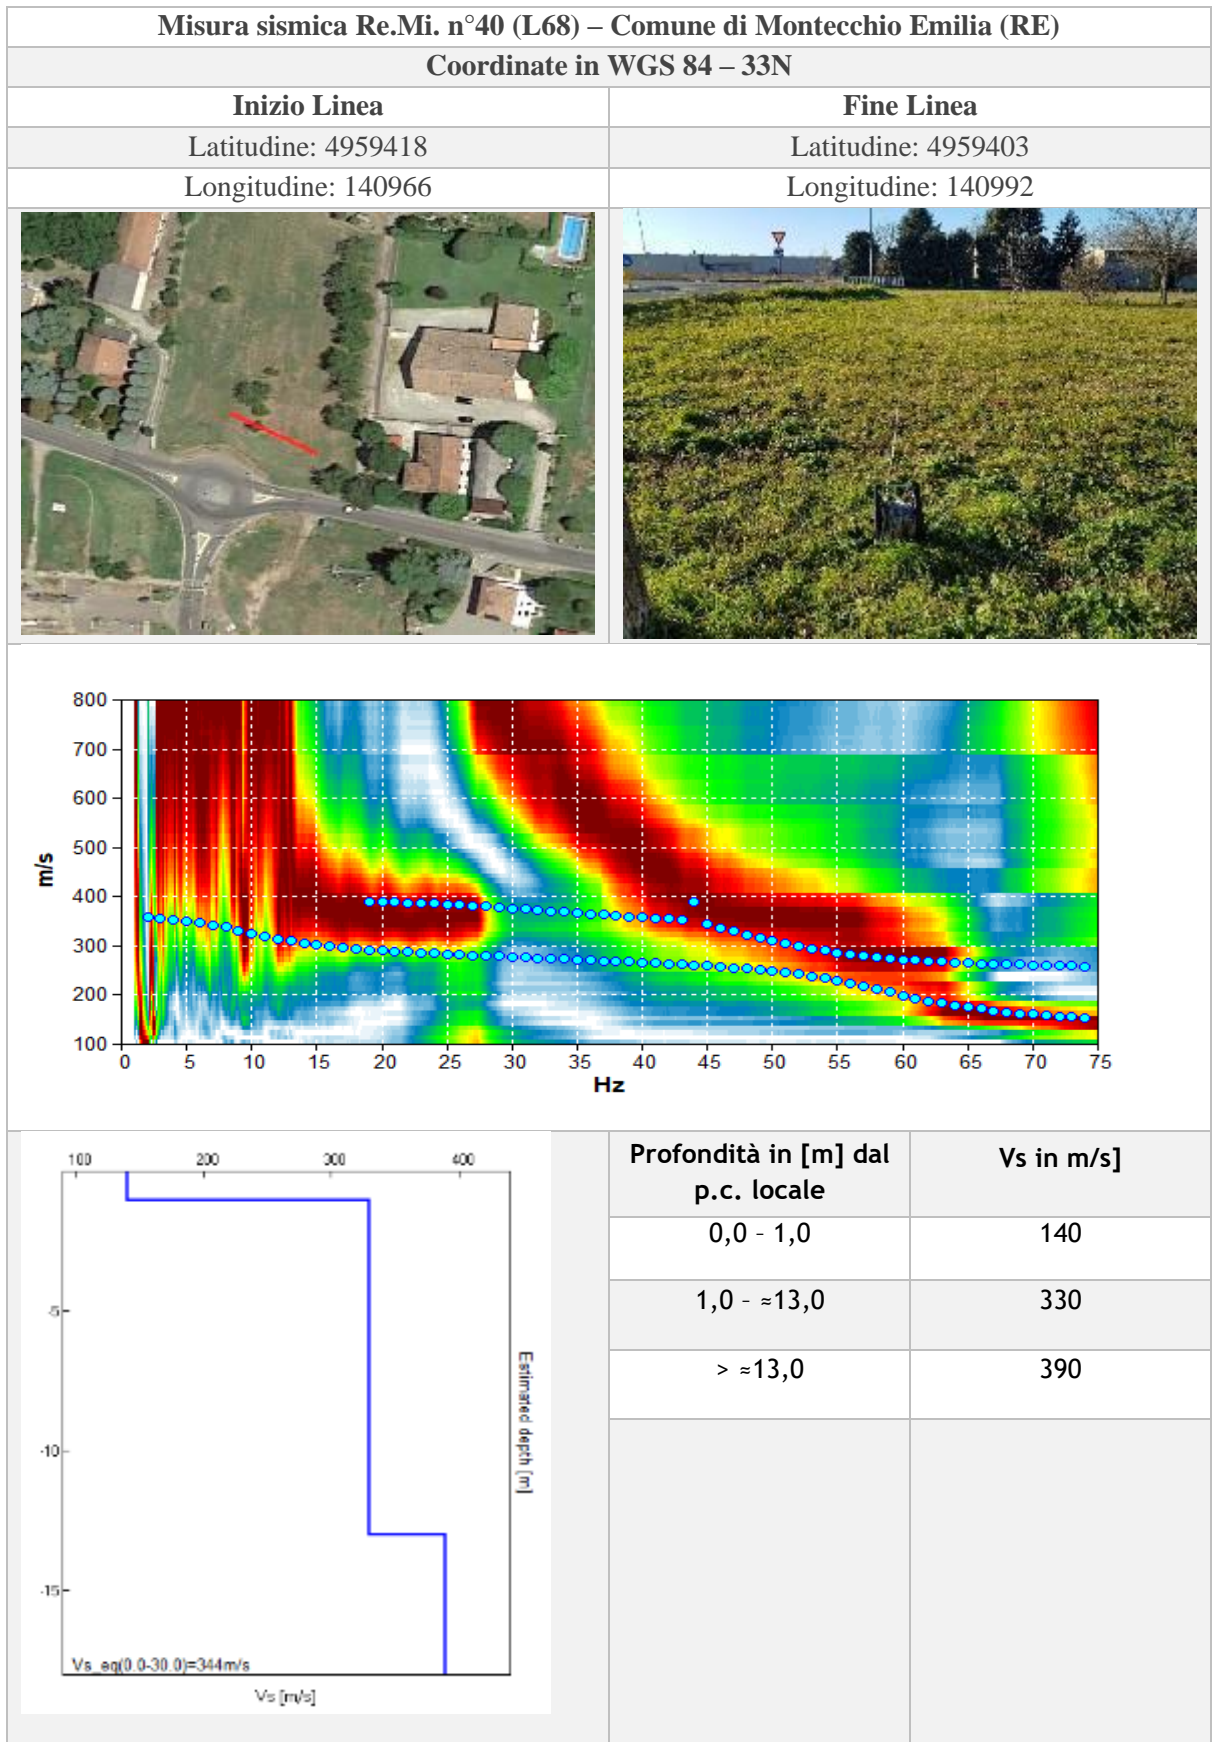 Misura sismica Re.Mi. n°40 (L68) – Comune di Montecchio Emilia (RE)
Coordinate in WGS 84 – 33N
Inizio Linea
Fine Linea
Latitudine: 4959418
Latitudine: 4959403
Longitudine: 140966
Longitudine: 140992
800
700
600
500
400
300
200
100
m/s
0 5 10 15 20 25 30 35 40 45 50 55 60 65 70 75
Hz
100 200 300 400
-5
-10
-15
Estimated depth [m]
Vs_eq(0.0-30.0)=344m/s
Vs [m/s]
Profondità in [m] dal
p.c. locale
Vs in m/s]
0,0 – 1,0
140
1,0 – ≈13,0
330
> ≈13,0
390